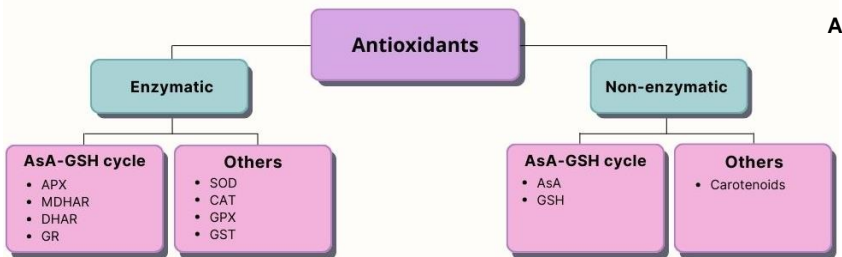 Antioxidants
A
Enzymatic
Non-enzymatic
AsA-GSH cycle
• APX
• MDHAR
• DHAR
• GR
Others
• SOD
• CAT
• GPX
• GST
AsA-GSH cycle
• AsA
• GSH
Others
• Carotenoids